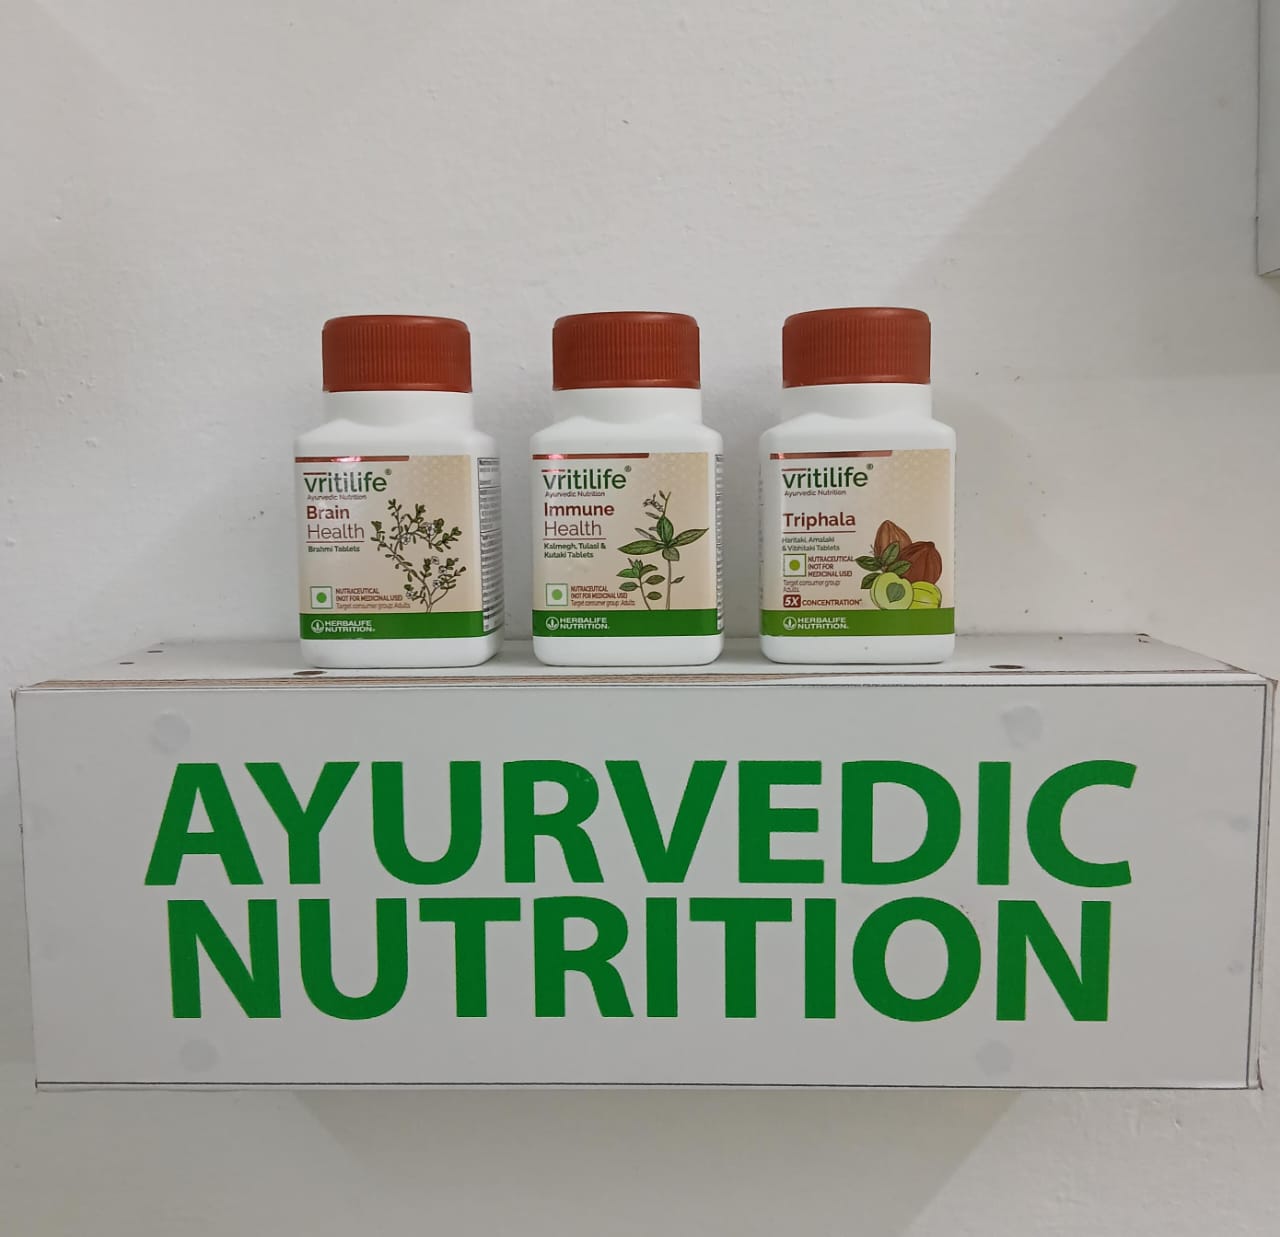 vritilife®
Ayurvedic Nutrition
Brain
Health
Brahmi Tablets
NUTRACEUTICAL
(NOT FOR MEDICINAL USE)
Target consumer group: Adults
HERBALIFE
NUTRITION®
vritilife®
Ayurvedic Nutrition
Immune
Health
Kalmegh, Tulasi &
Kutaki Tablets
NUTRACEUTICAL
(NOT FOR MEDICINAL USE)
Target consumer group: Adults
HERBALIFE
NUTRITION®
vritilife®
Ayurvedic Nutrition
Triphala
Haritaki, Amalaki
& Vibhitaki Tablets
NUTRACEUTICAL
(NOT FOR
MEDICINAL USE)
Target consumer group:
Adults
5X CONCENTRATION*
HERBALIFE
NUTRITION®
AYURVEDIC
NUTRITION